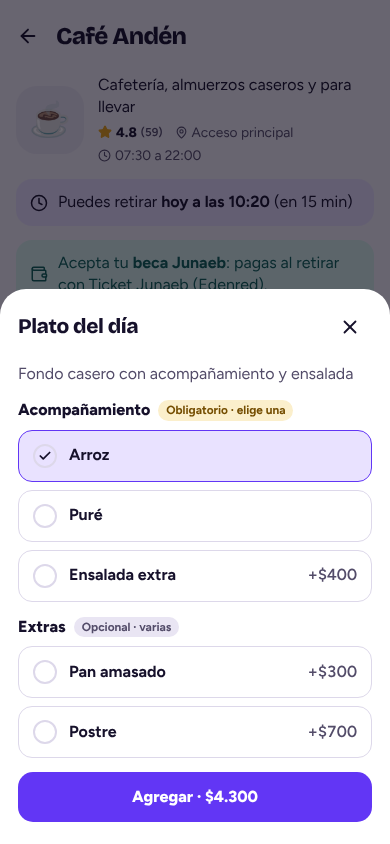 Café Andén
Cafetería, almuerzos caseros y para
llevar
4.8 (59) Acceso principal
07:30 a 22:00
Puedes retirar hoy a las 10:20 (en 15 min)
Acepta tu beca Junaeb: pagas al retirar
con Ticket Junaeb (Edenred)
Plato del día
Fondo casero con acompañamiento y ensalada
Acompañamiento Obligatorio · elige una
Arroz
Puré
Ensalada extra +$400
Extras Opcional · varias
Pan amasado +$300
Postre +$700
Agregar · $4.300